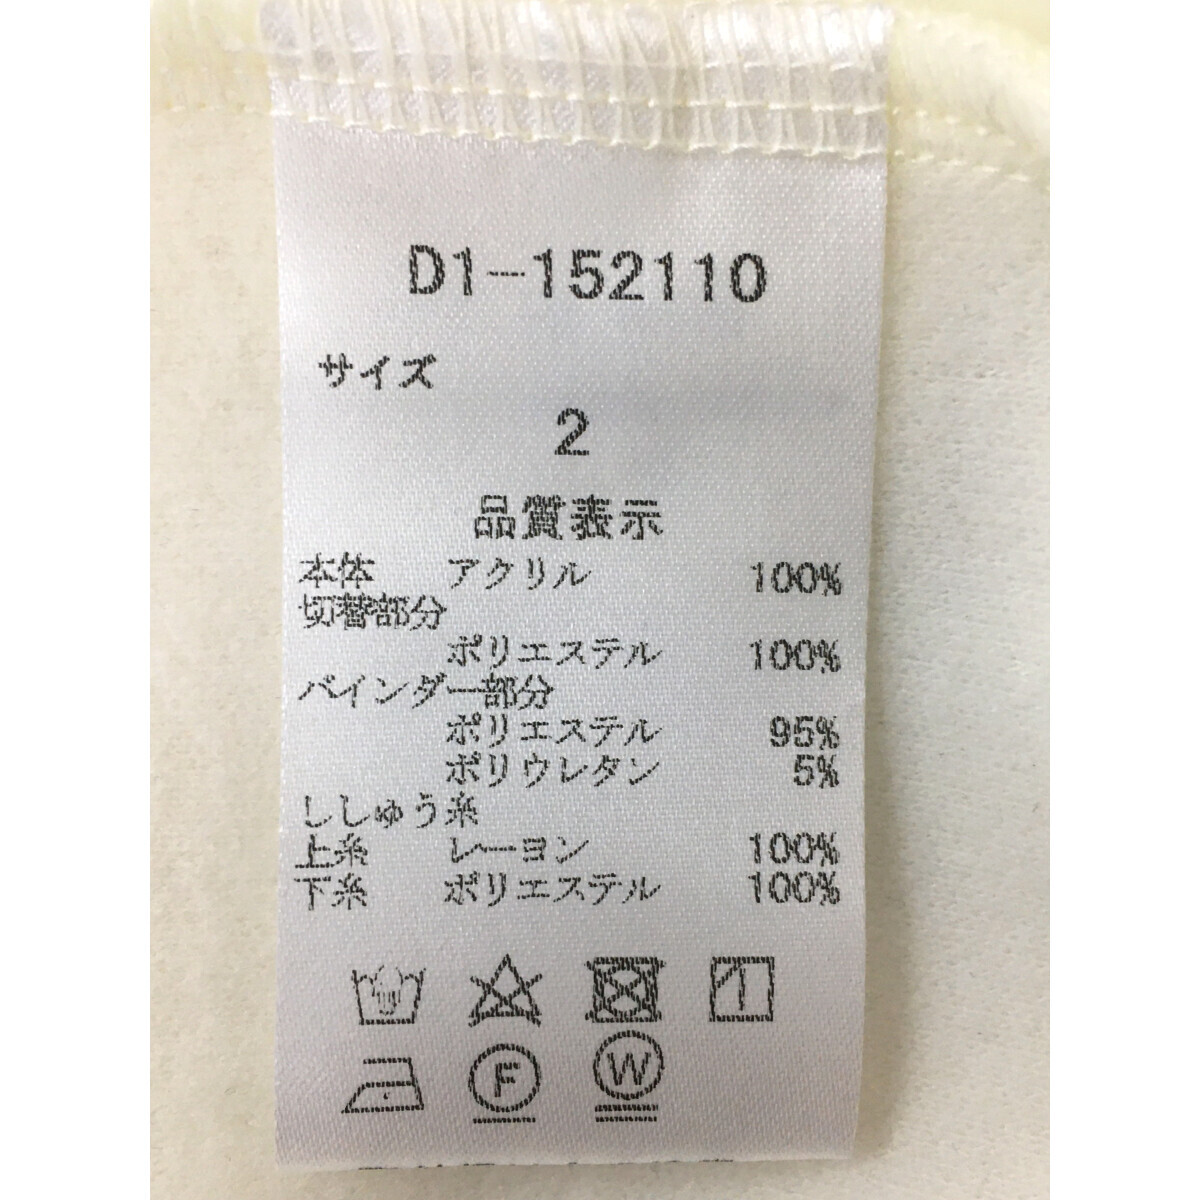 D1-152110
サイズ
2
品質表示
本体 アクリル 100%
切替部分
ポリエステル 100%
バインダー部分
ポリエステル 95%
ポリウレタン 5%
ししゅう糸
上糸 レーヨン 100%
下糸 ポリエステル 100%
F W